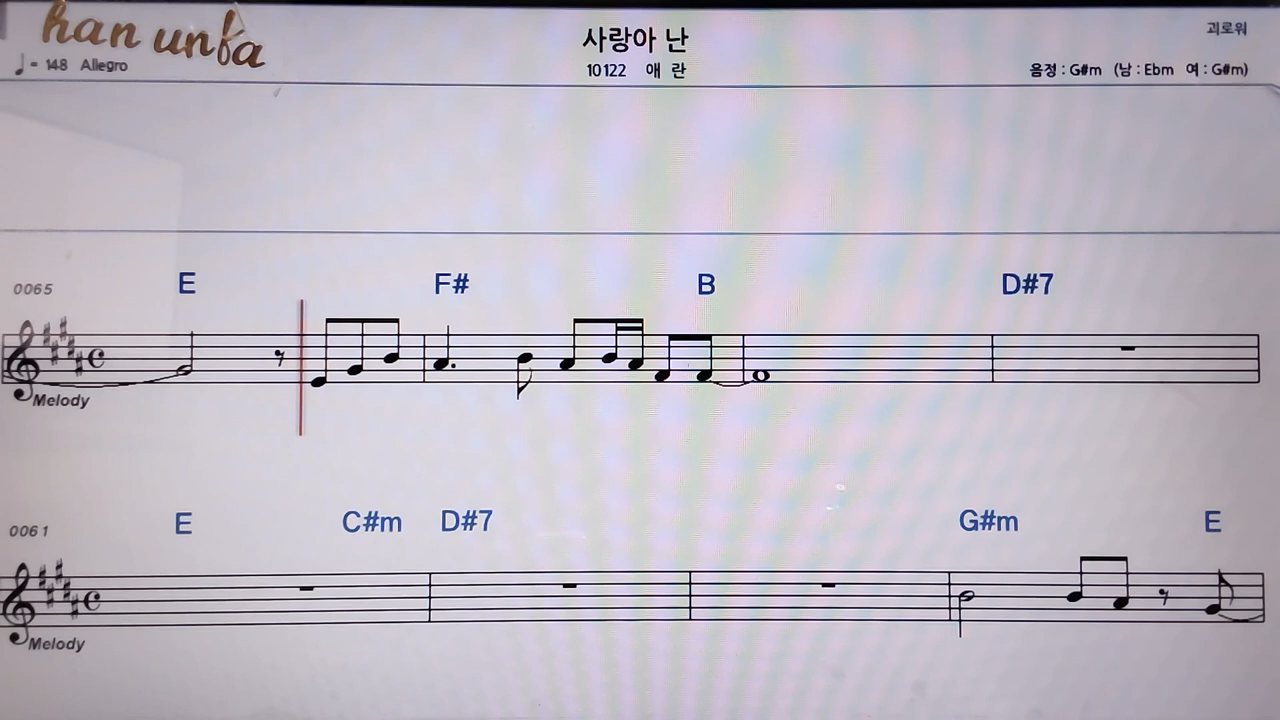 han unba
♩= 148 Allegro
사랑아 난
10122 애 란
괴로워
음정 : G#m (남 : Ebm 여 : G#m)
0065 E F# B D#7
Melody
0061 E C#m D#7 G#m E
Melody